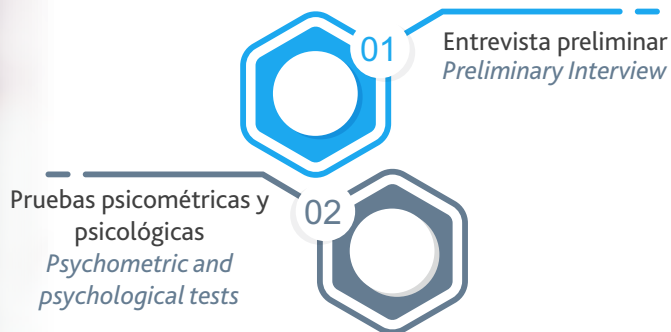 01
Entrevista preliminar
Preliminary Interview
02
Pruebas psicométricas y
psicológicas
Psychometric and
psychological tests